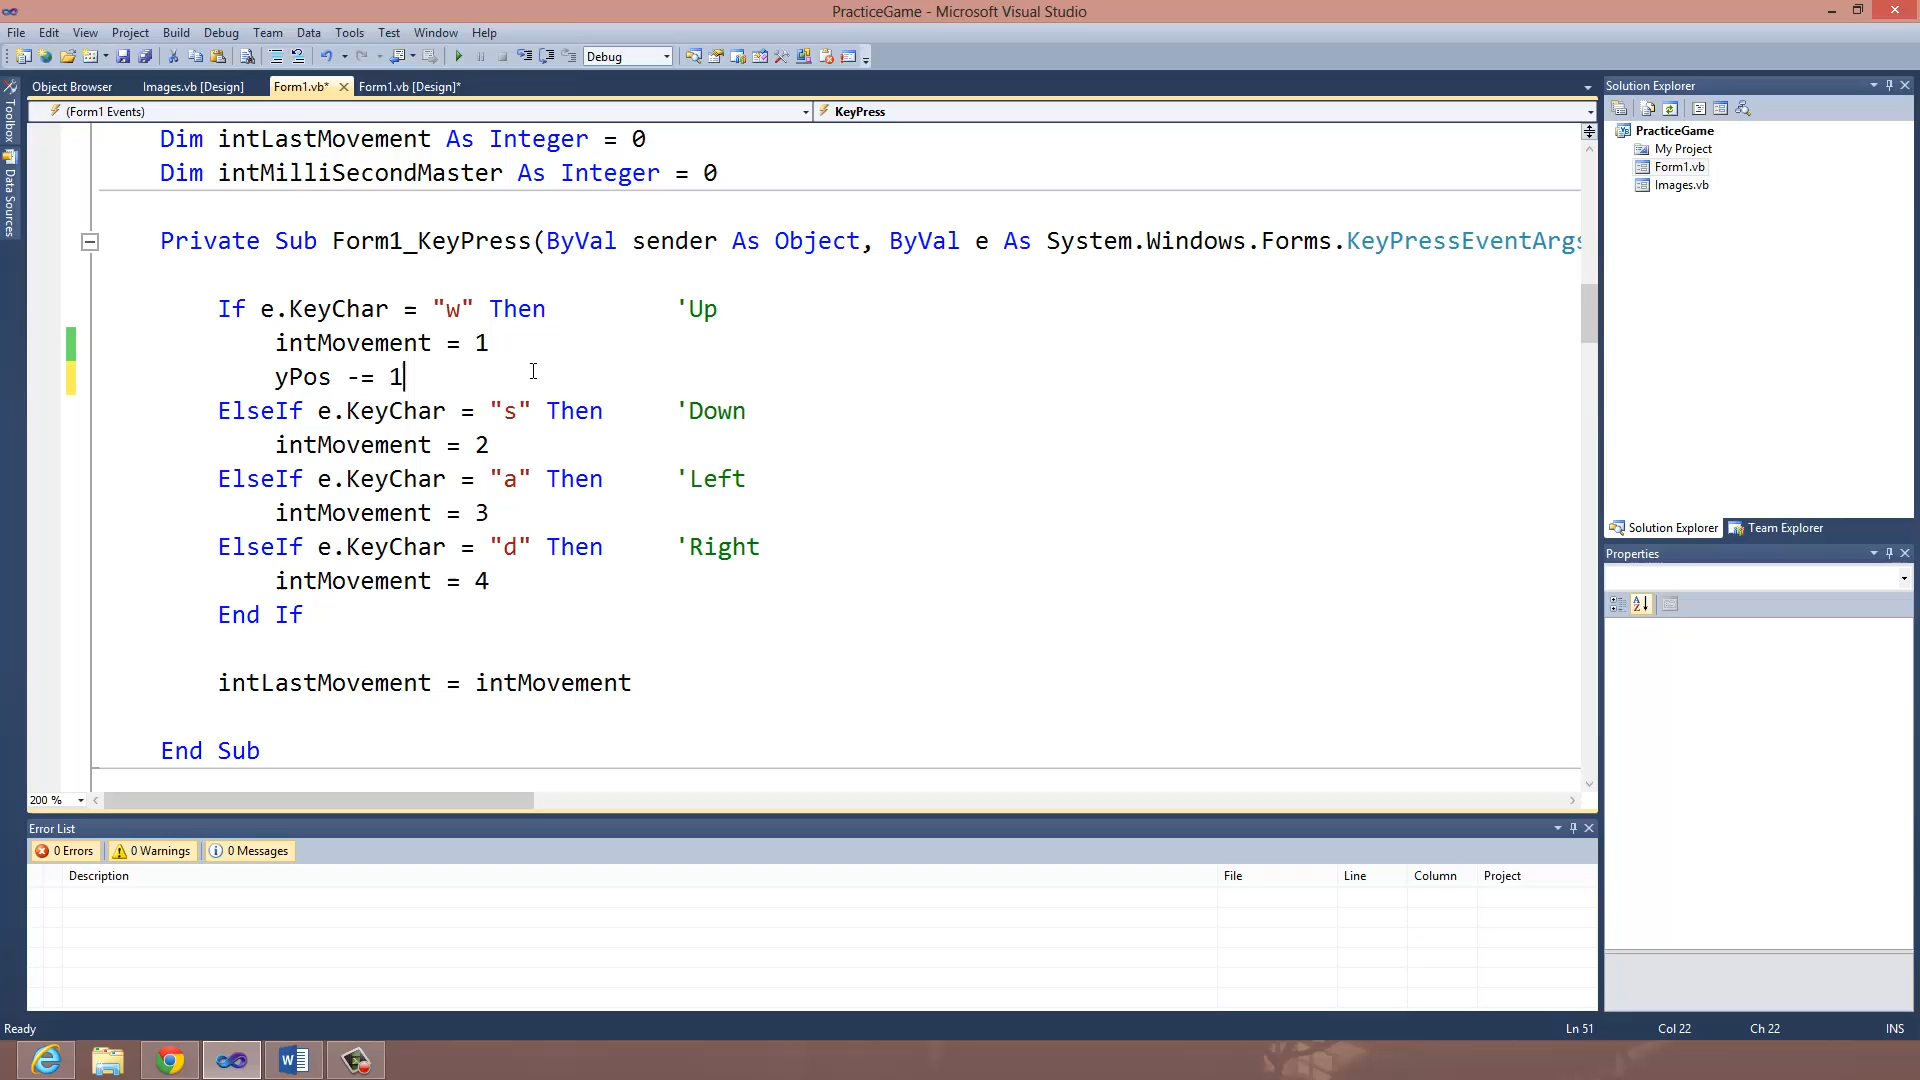 PracticeGame - Microsoft Visual Studio
File Edit View Project Build Debug Team Data Tools Test Window Help
Debug
Object Browser Images.vb [Design] Form1.vb* Form1.vb [Design]*
(Form1 Events) KeyPress
Toolbox
Data Sources
Dim intLastMovement As Integer = 0
Dim intMilliSecondMaster As Integer = 0
Private Sub Form1_KeyPress(ByVal sender As Object, ByVal e As System.Windows.Forms.KeyPressEventArgs
If e.KeyChar = "w" Then 'Up
intMovement = 1
yPos -= 1
ElseIf e.KeyChar = "s" Then 'Down
intMovement = 2
ElseIf e.KeyChar = "a" Then 'Left
intMovement = 3
ElseIf e.KeyChar = "d" Then 'Right
intMovement = 4
End If
intLastMovement = intMovement
End Sub
200 %
Solution Explorer
PracticeGame
My Project
Form1.vb
Images.vb
Solution Explorer Team Explorer
Properties
Error List
0 Errors 0 Warnings 0 Messages
Description File Line Column Project
Ready Ln 51 Col 22 Ch 22 INS